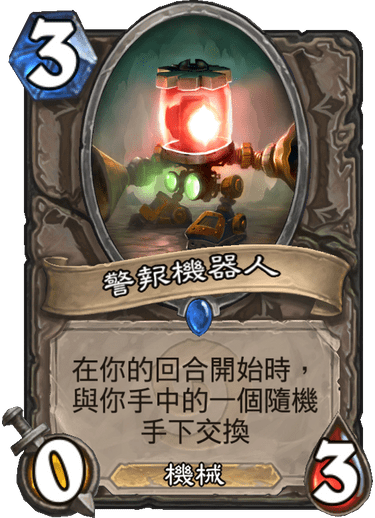 3
警報機器人
在你的回合開始時，
與你手中的一個隨機
手下交換
0
機械
3